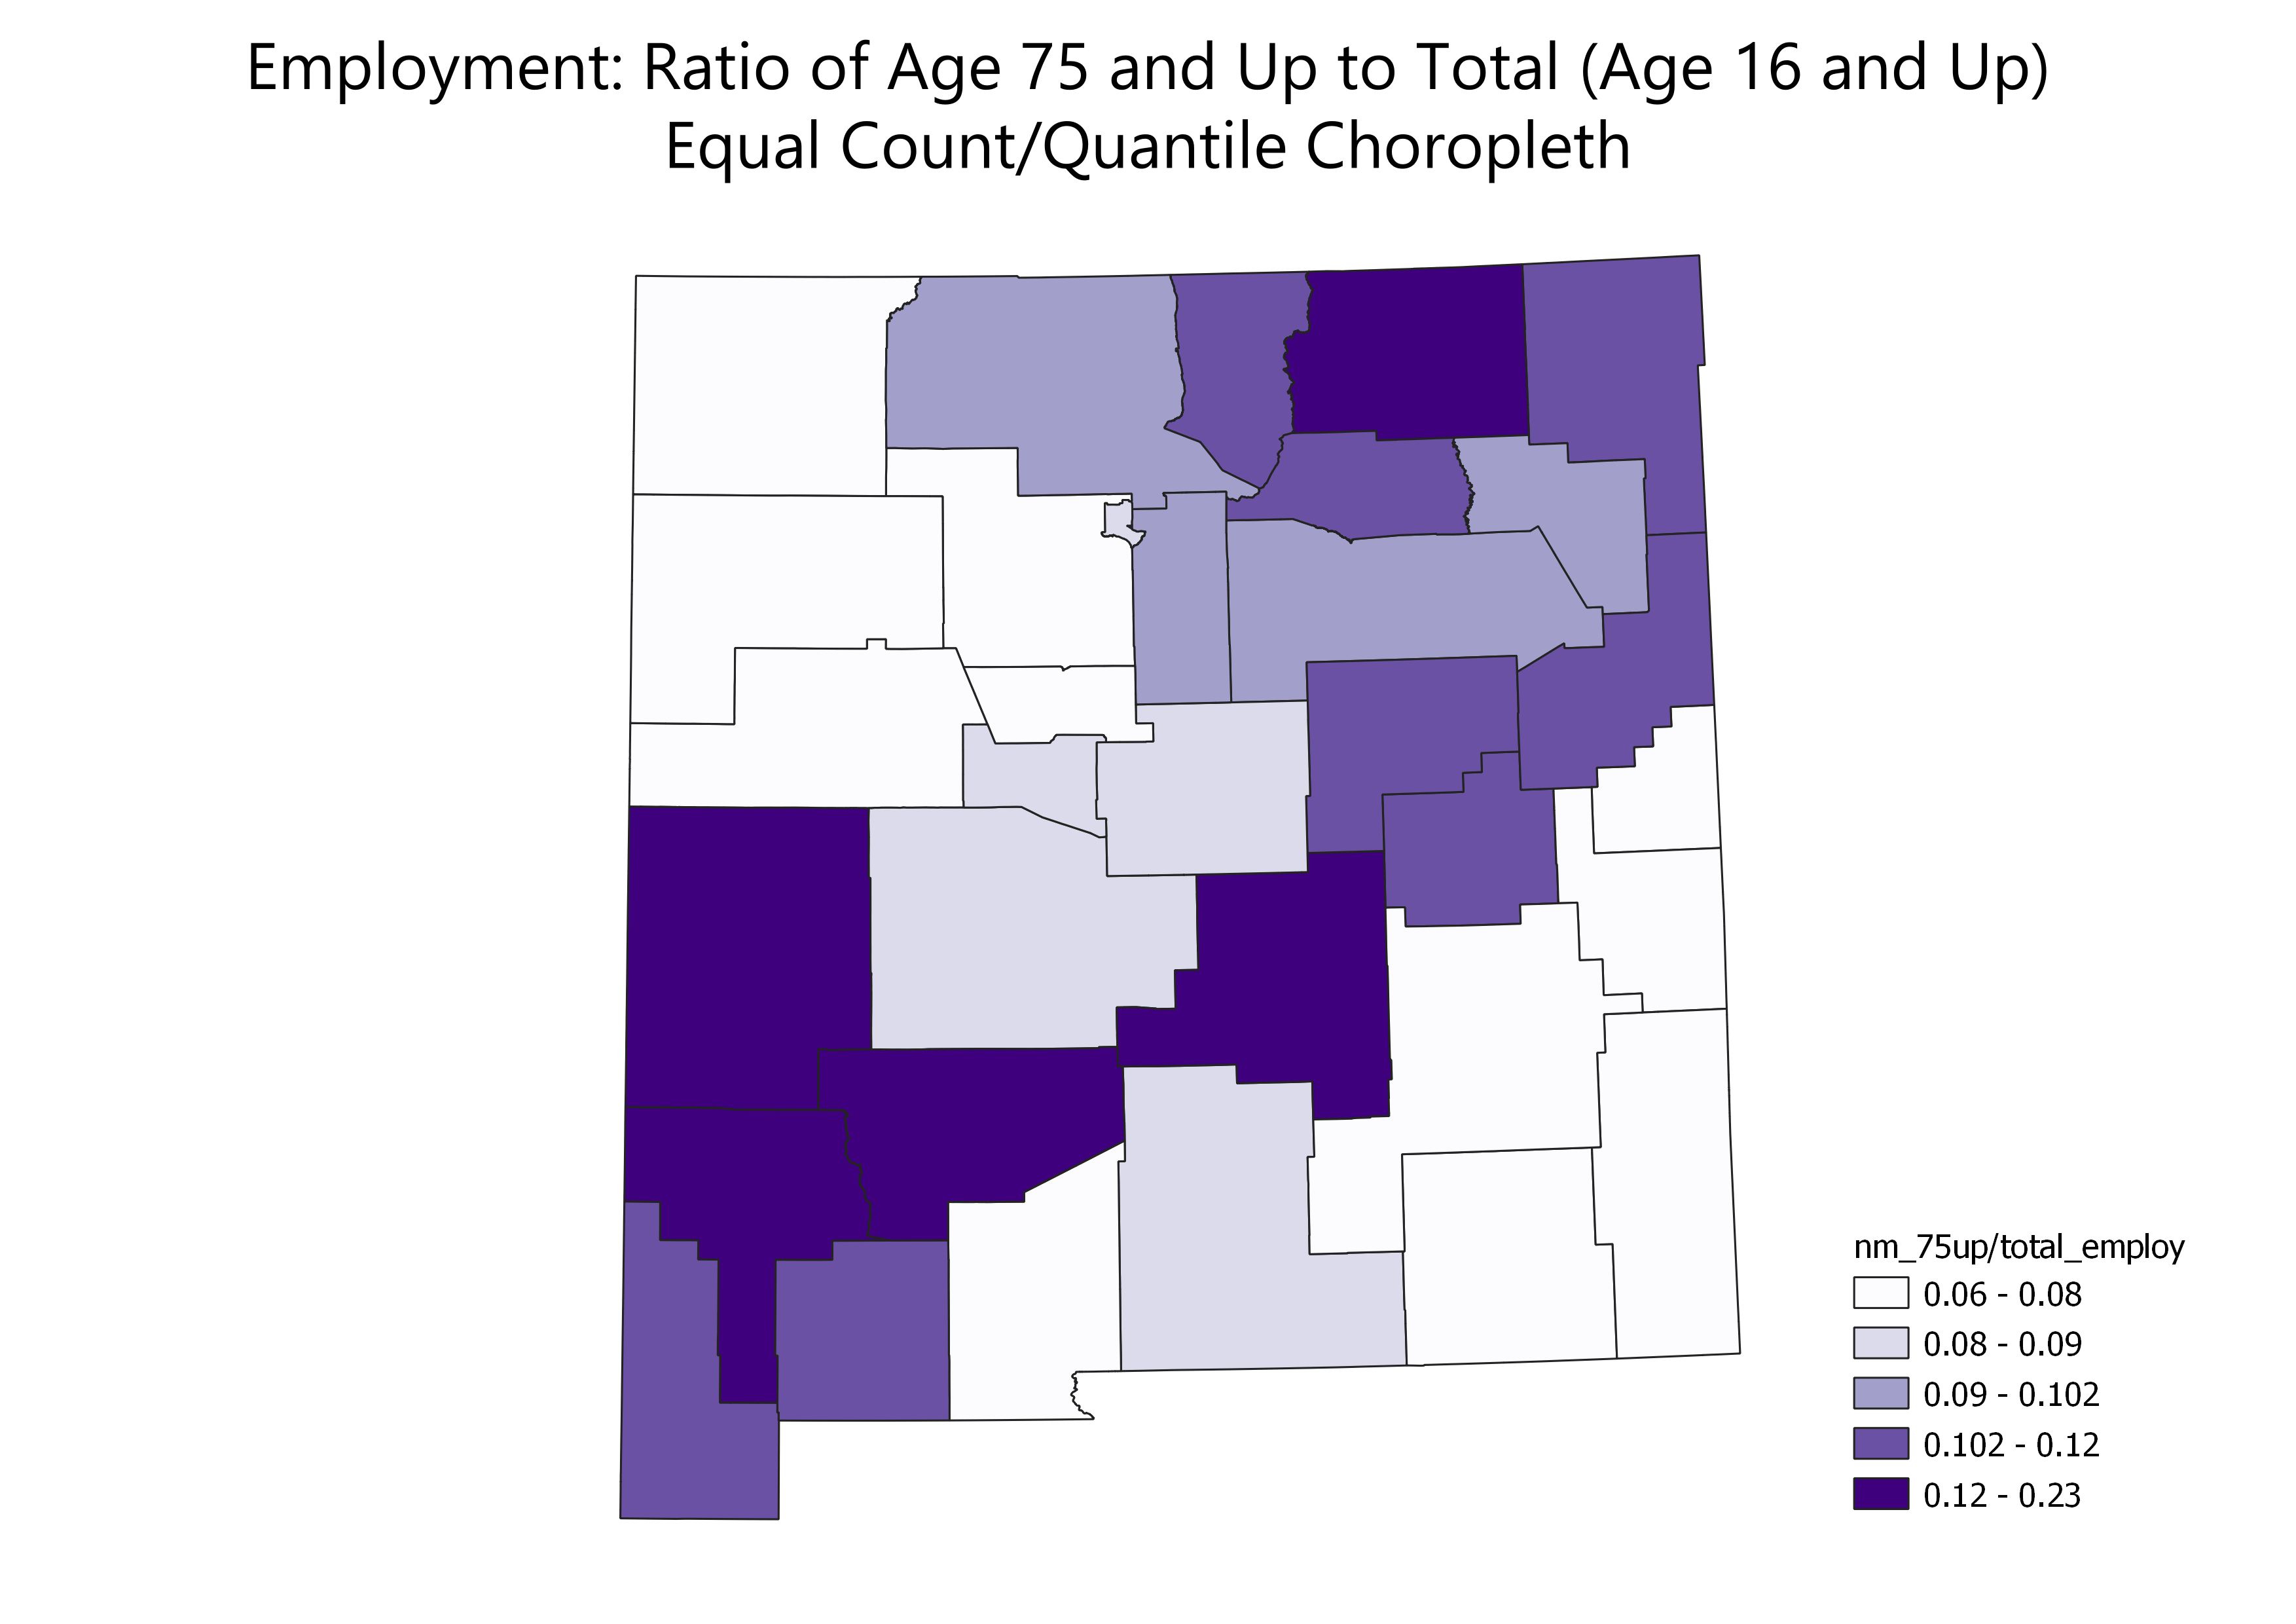 Employment: Ratio of Age 75 and Up to Total (Age 16 and Up)
Equal Count/Quantile Choropleth
nm_75up/total_employ
0.06 - 0.08
0.08 - 0.09
0.09 - 0.102
0.102 - 0.12
0.12 - 0.23